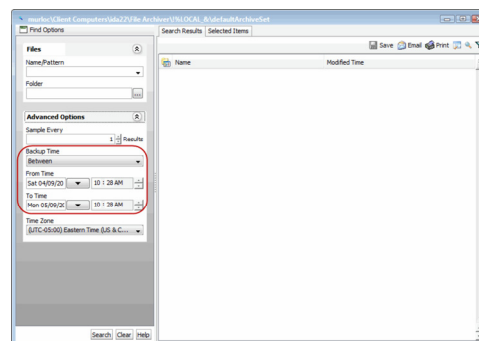 morloc\Client Computers\ida22\File Archiver\!%LOCAL_&\defaultArchiveSet
Find Options
Search Results Selected Items
Save Email Print
Files
Name Modified Time
Name/Pattern
Folder
Advanced Options
Sample Every
1 Results
Backup Time
Between
From Time
Sat 04/09/20 10 : 28 AM
To Time
Mon 05/09/20 10 : 28 AM
Time Zone
(UTC-05:00) Eastern Time (US & C...
Search Clear Help